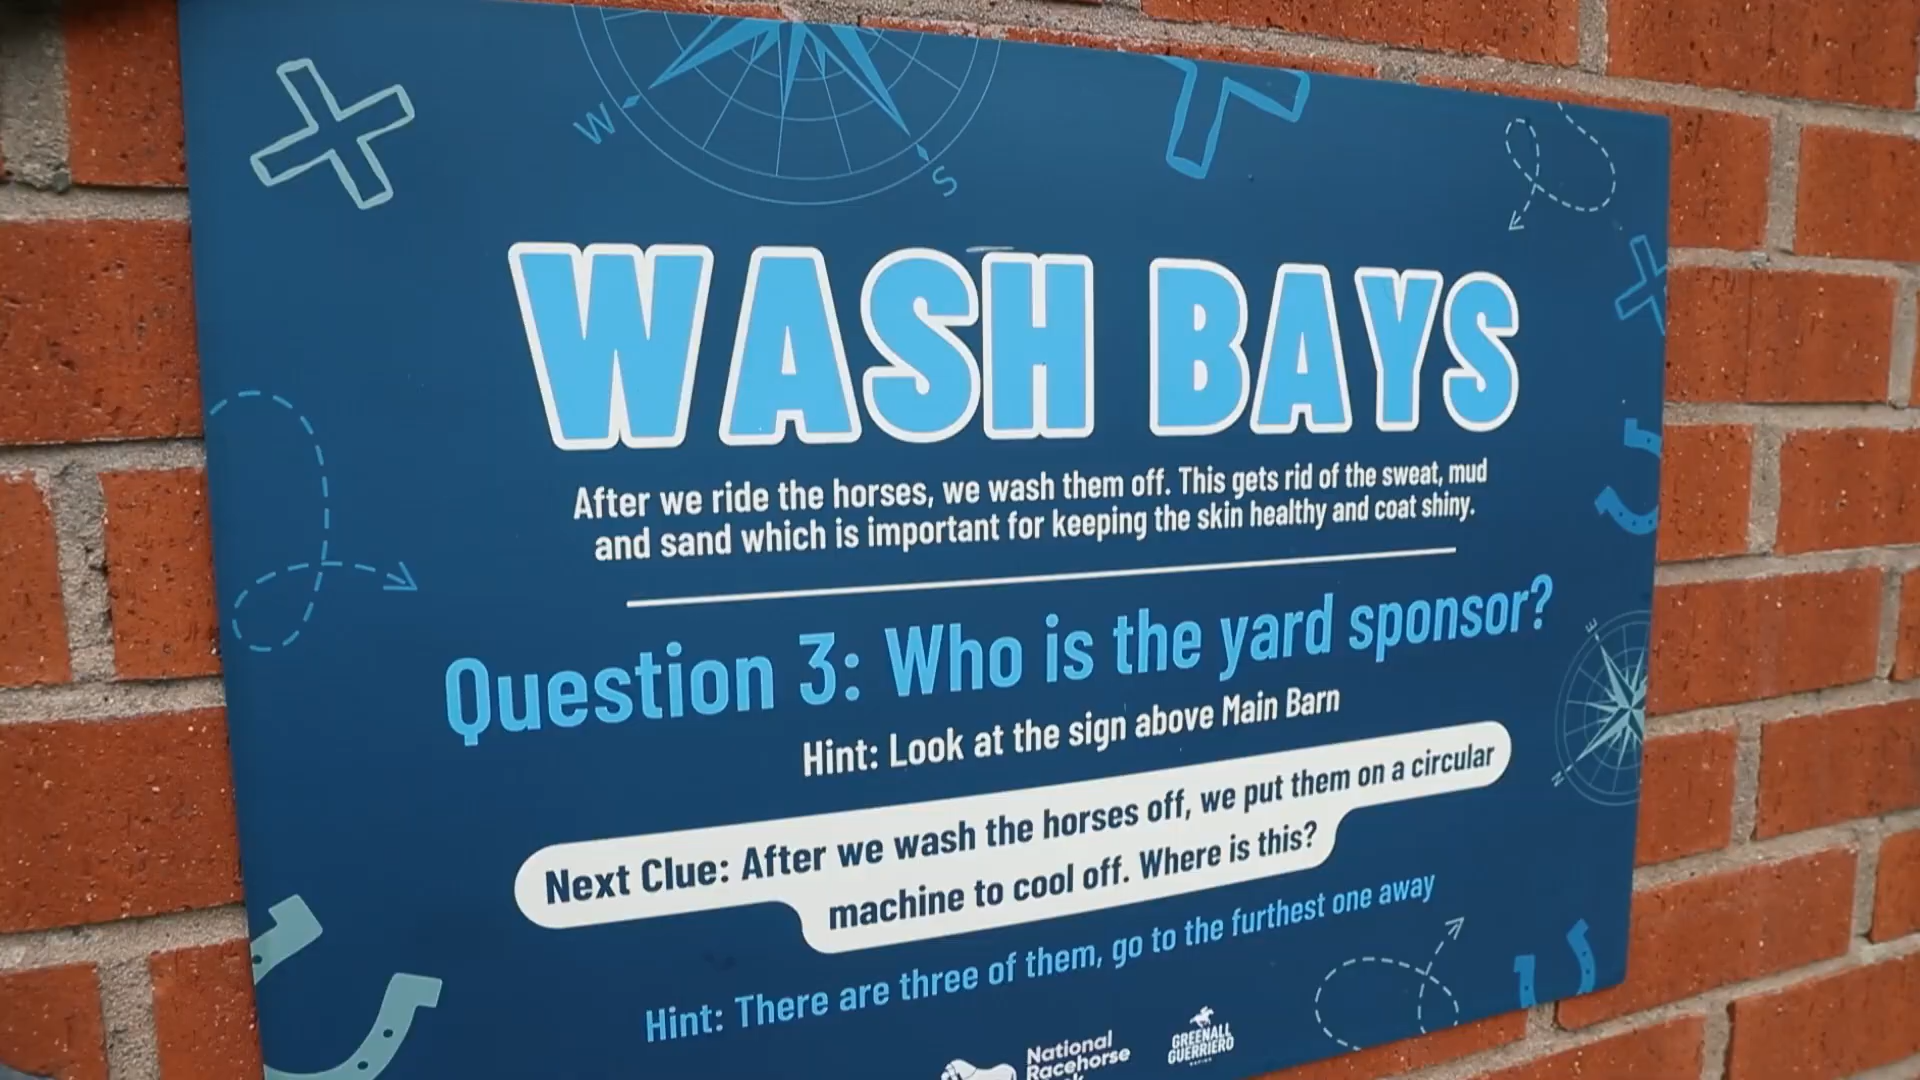 W
S
WASH BAYS
After we ride the horses, we wash them off. This gets rid of the sweat, mud
and sand which is important for keeping the skin healthy and coat shiny.
Question 3: Who is the yard sponsor?
Hint: Look at the sign above Main Barn
E
N
Next Clue: After we wash the horses off, we put them on a circular
machine to cool off. Where is this?
Hint: There are three of them, go to the furthest one away
National
Racehorse
GREENALL
GUERRIERO